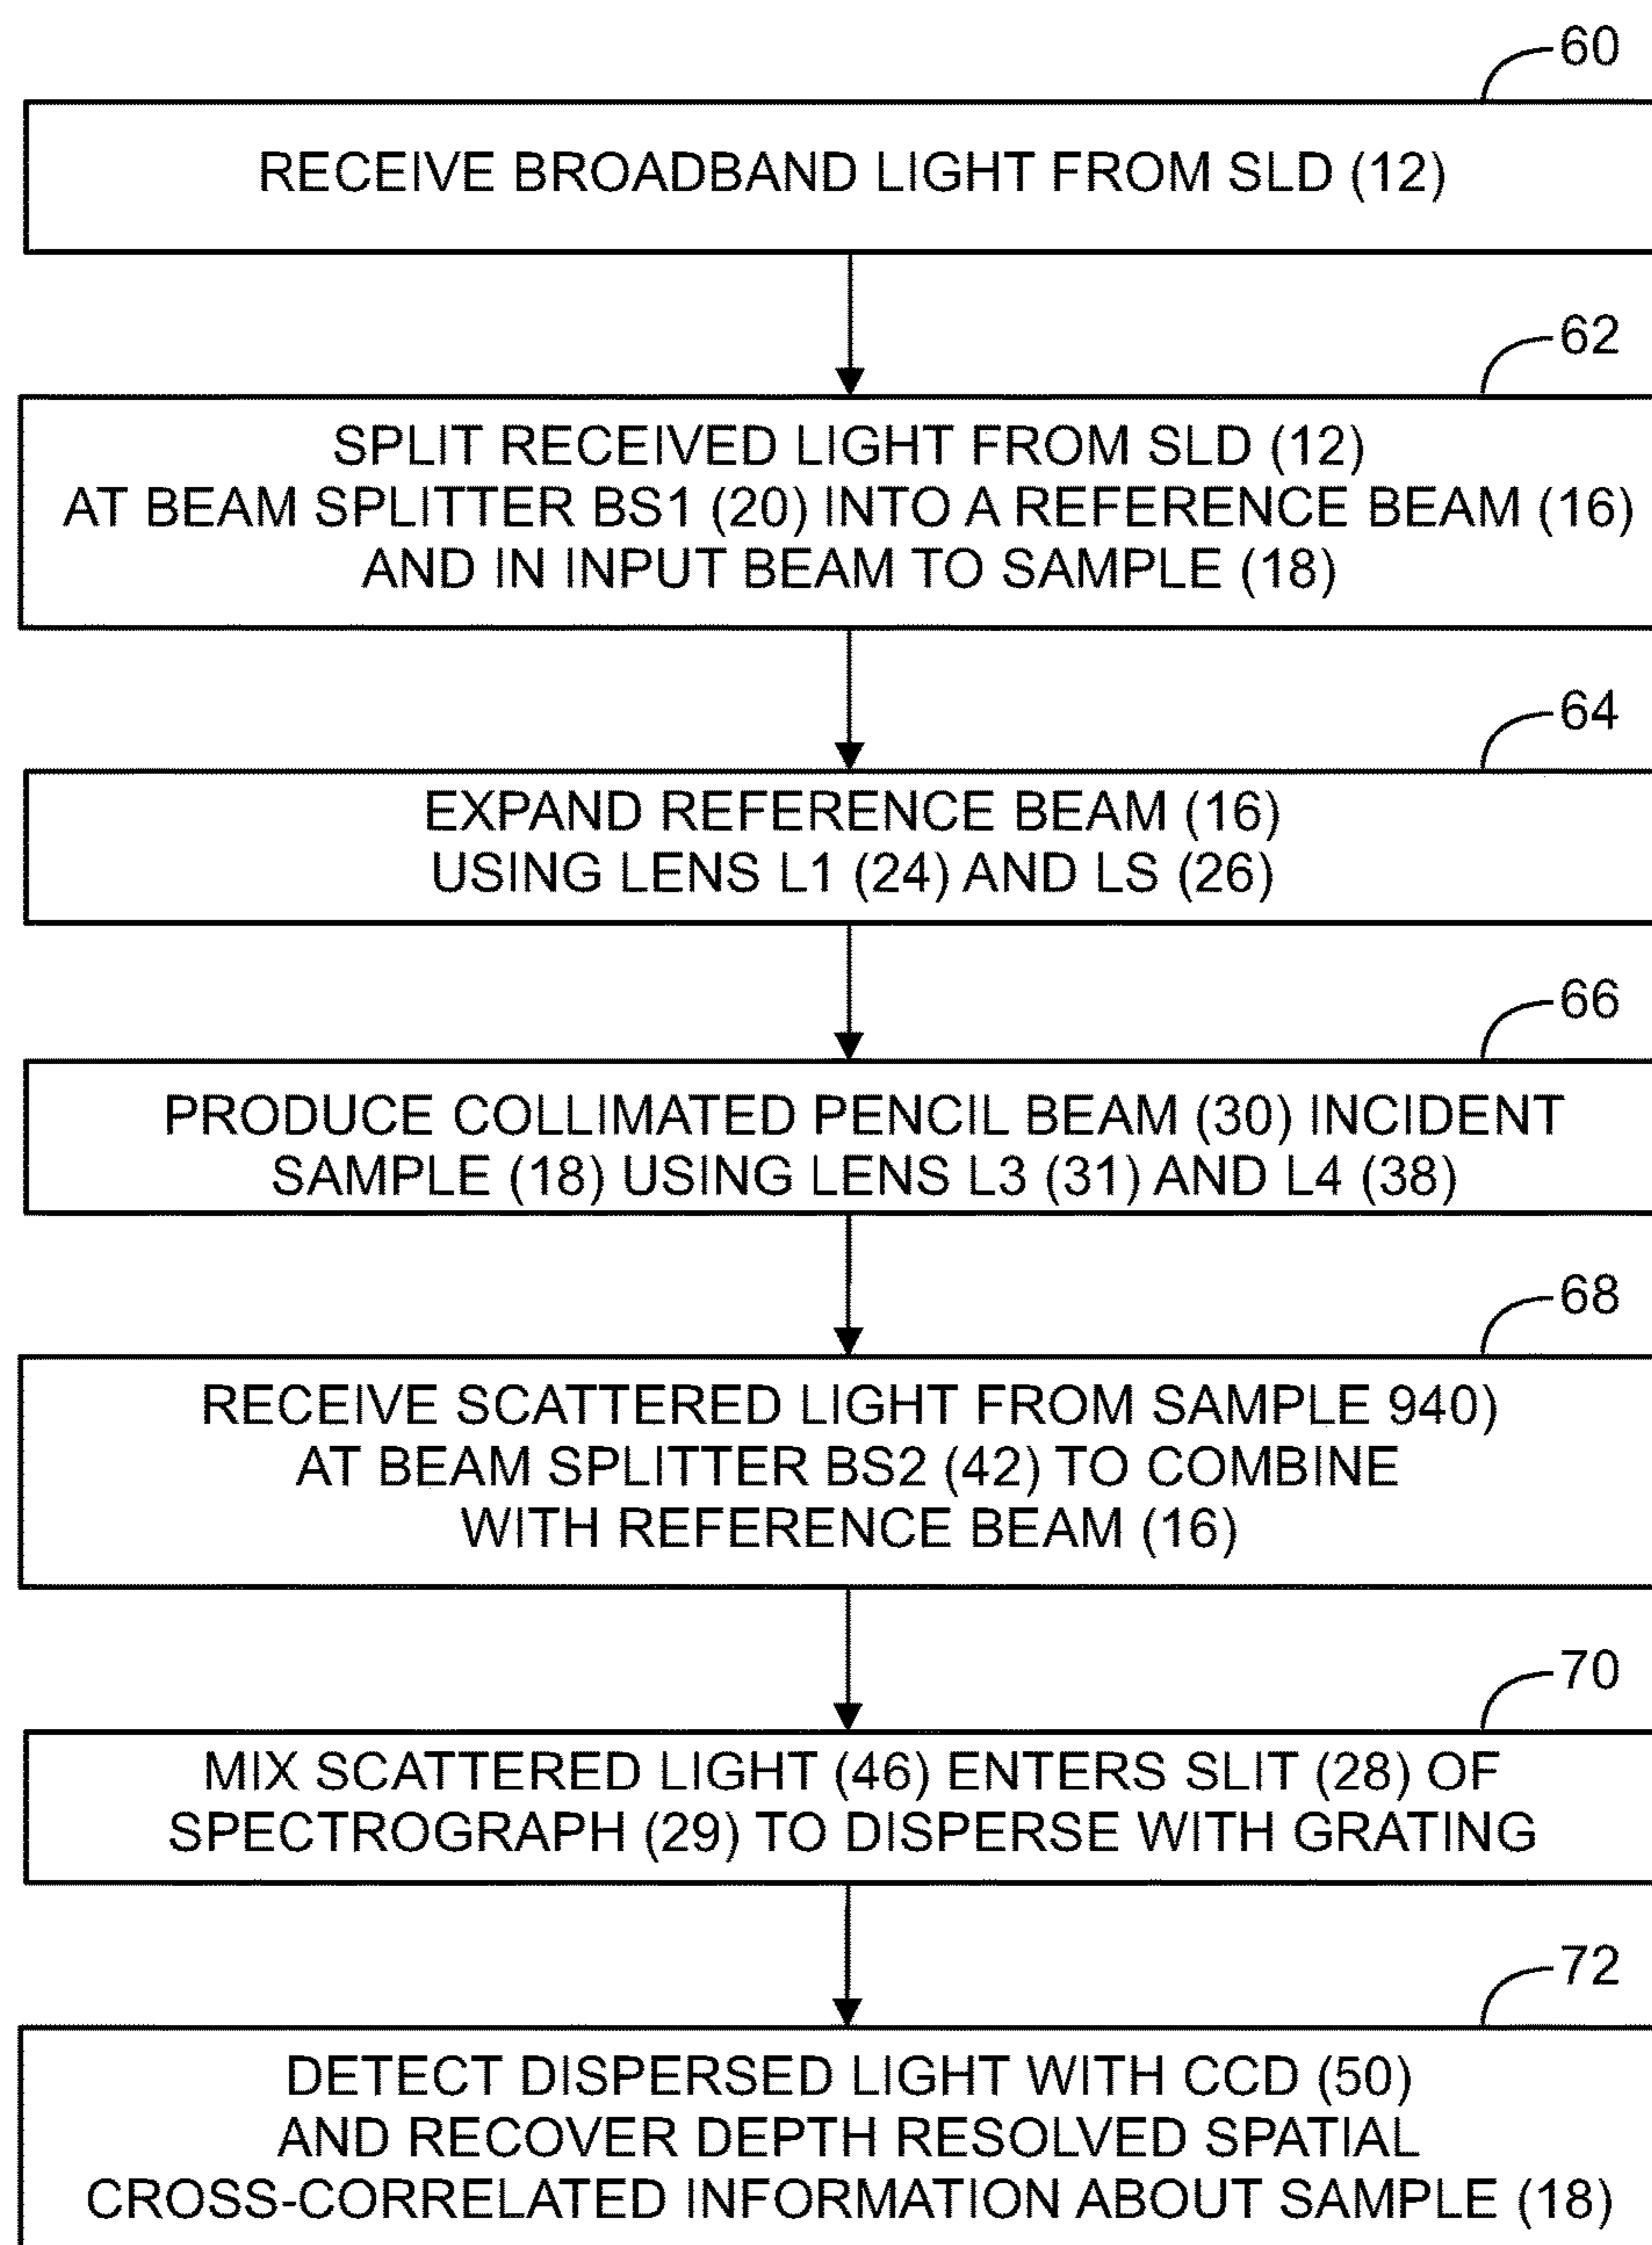 60
RECEIVE BROADBAND LIGHT FROM SLD (12)
62
SPLIT RECEIVED LIGHT FROM SLD (12)
AT BEAM SPLITTER BS1 (20) INTO A REFERENCE BEAM (16)
AND IN INPUT BEAM TO SAMPLE (18)
64
EXPAND REFERENCE BEAM (16)
USING LENS L1 (24) AND LS (26)
66
PRODUCE COLLIMATED PENCIL BEAM (30) INCIDENT
SAMPLE (18) USING LENS L3 (31) AND L4 (38)
68
RECEIVE SCATTERED LIGHT FROM SAMPLE 940)
AT BEAM SPLITTER BS2 (42) TO COMBINE
WITH REFERENCE BEAM (16)
70
MIX SCATTERED LIGHT (46) ENTERS SLIT (28) OF
SPECTROGRAPH (29) TO DISPERSE WITH GRATING
72
DETECT DISPERSED LIGHT WITH CCD (50)
AND RECOVER DEPTH RESOLVED SPATIAL
CROSS-CORRELATED INFORMATION ABOUT SAMPLE (18)